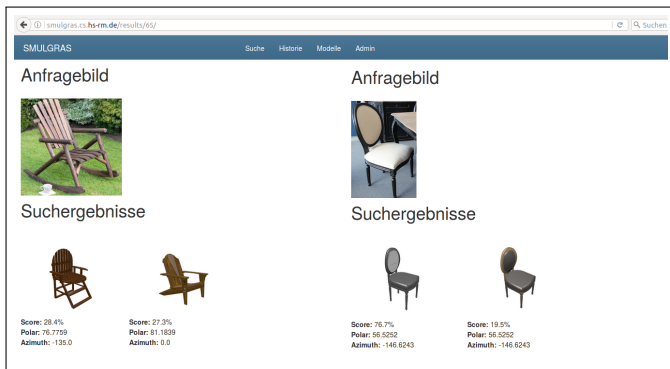 smulgras.cs.hs-rm.de/results/65/
Suchen
SMULGRAS Suche Historie Modelle Admin
Anfragebild
Suchergebnisse
Score: 28.4% Score: 27.3%
Polar: 76.7759 Polar: 81.1839
Azimuth: -135.0 Azimuth: 0.0
Anfragebild
Suchergebnisse
Score: 76.7% Score: 19.5%
Polar: 56.5252 Polar: 56.5252
Azimuth: -146.6243 Azimuth: -146.6243